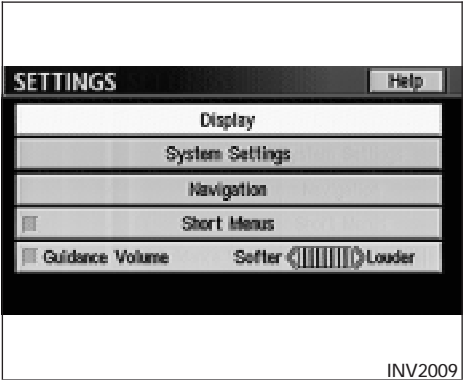 SETTINGS Help
Display
System Settings
Navigation
Short Menus
Guidance Volume Softer Louder
INV2009